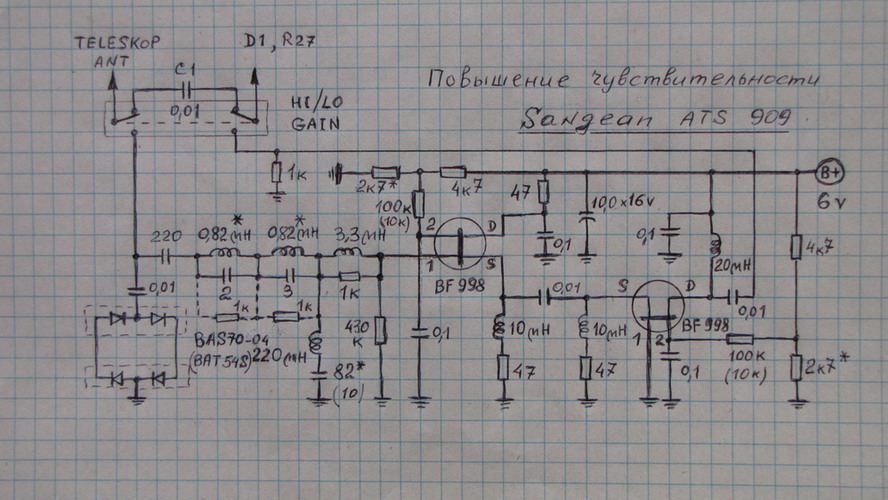 TELESKOP
ANT
D1, R27
C1
0,01
HI/LO
GAIN
Повышение чувствительности
Sangean ATS 909
1к
2к7*
4к7
100к
(10к)
47
10,0×16v
B+
6v
220
0,82мН*
0,82мН*
3,3мН
2
D
1
S
BF 998
0,1
0,1
20мН
4к7
0,01
2
3
1к
0,01
S
D
0,01
1к
1к
BAS70-04
(BAT54S)
220мН
430
к
0,1
10мН
10мН
1
2
BF 998
100к
(10к)
82*
(10)
47
47
0,1
2к7*